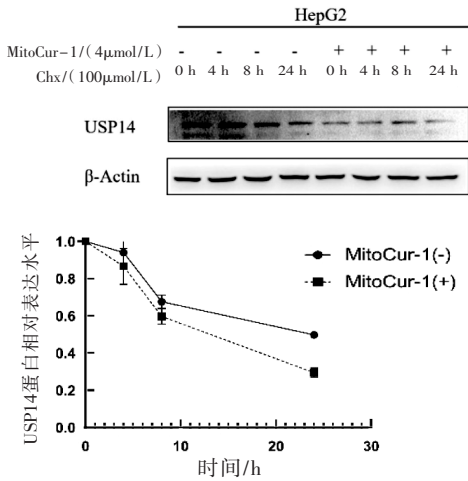 HepG2
MitoCur-1/(4μmol/L) - - - - + + + +
Chx/(100μmol/L) 0 h 4 h 8 h 24 h 0 h 4 h 8 h 24 h
USP14
β-Actin
USP14蛋白相对表达水平
1.0
0.8
0.6
0.4
0.2
0.0
MitoCur-1(-)
MitoCur-1(+)
0 10 20 30
时间/h